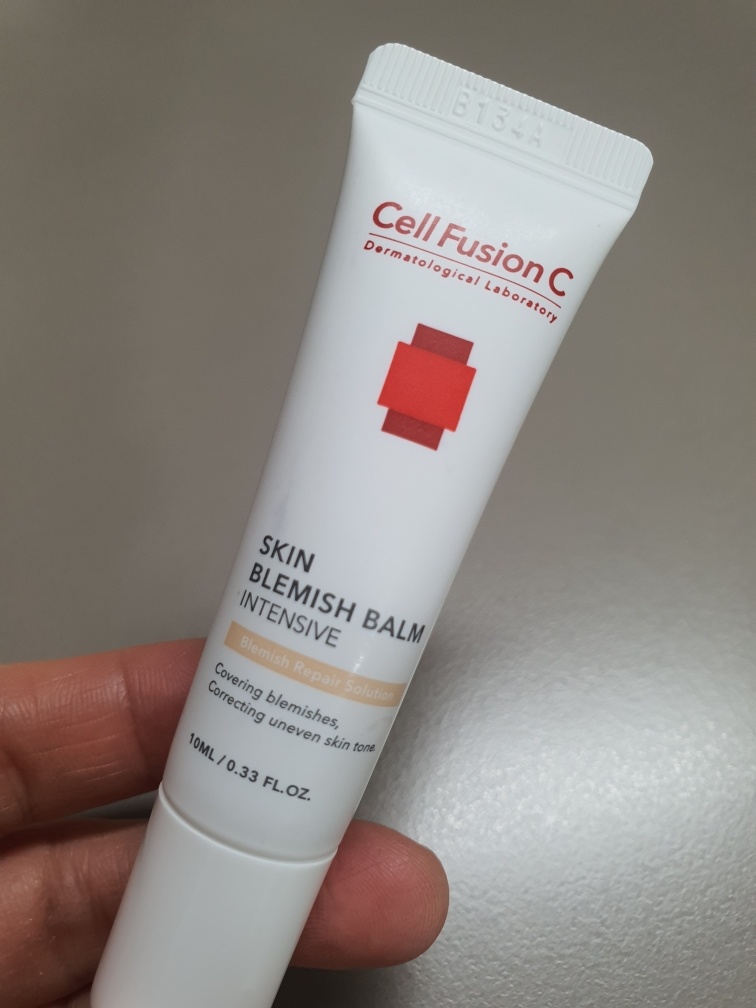 B134A
Cell Fusion C
Dermatological Laboratory
SKIN
BLEMISH BALM
INTENSIVE
Blemish Repair Solution
Covering blemishes,
Correcting uneven skin tone.
10ML / 0.33 FL.OZ.